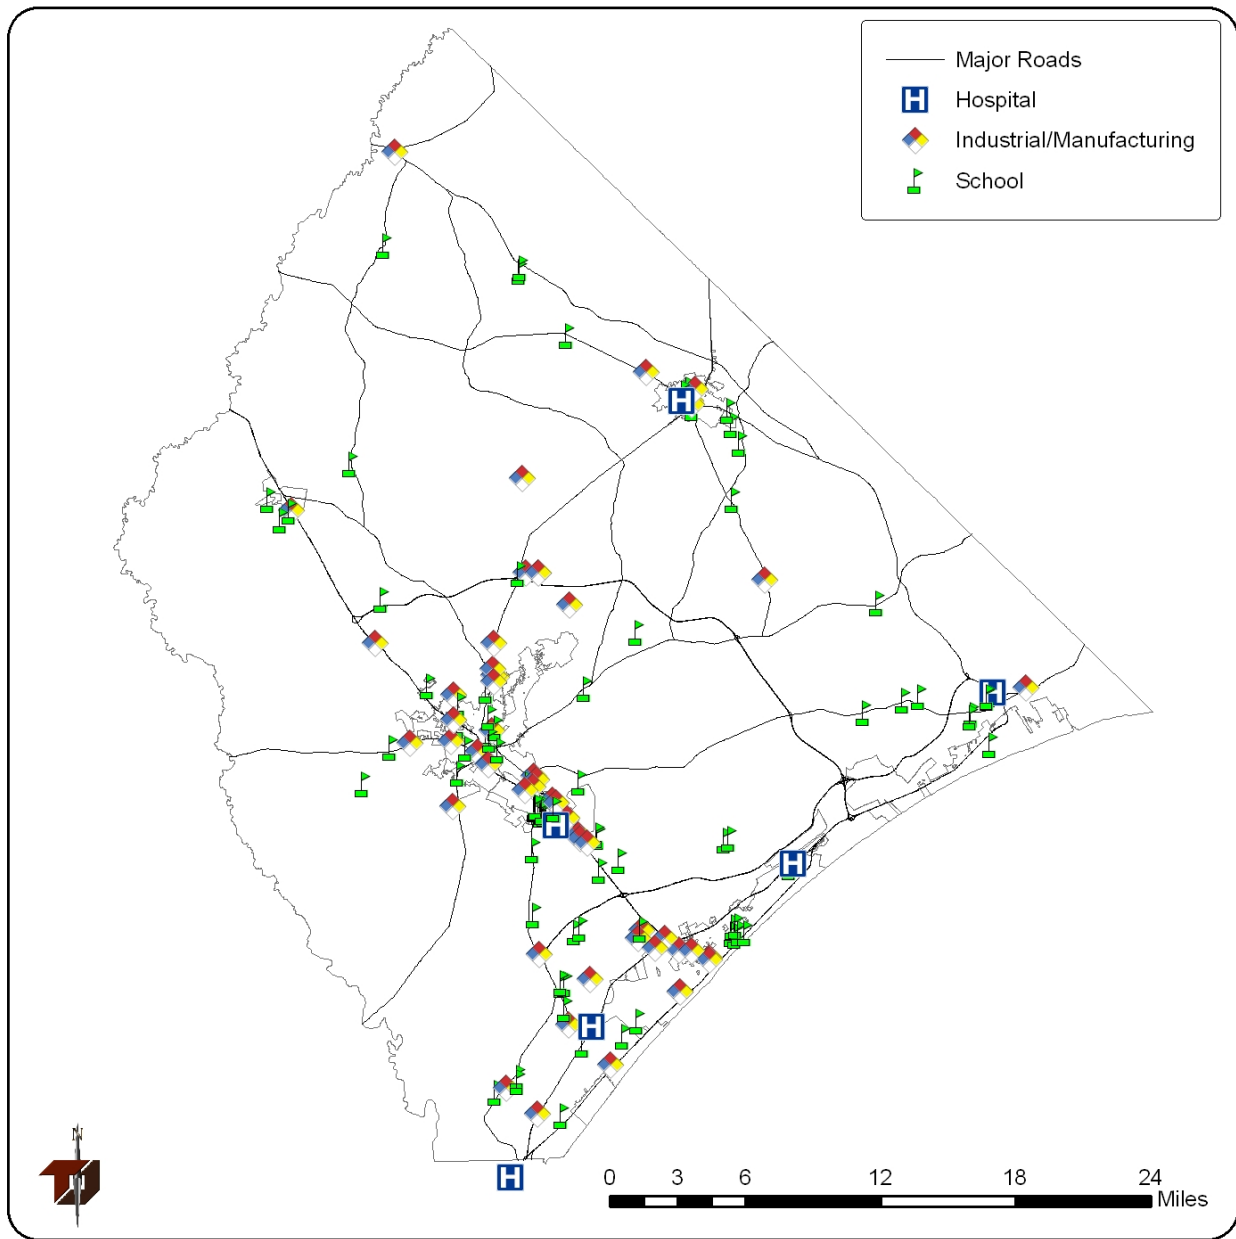 Major Roads
H Hospital
Industrial/Manufacturing
School
H
H
H
H
H
H
N
0 3 6 12 18 24
Miles